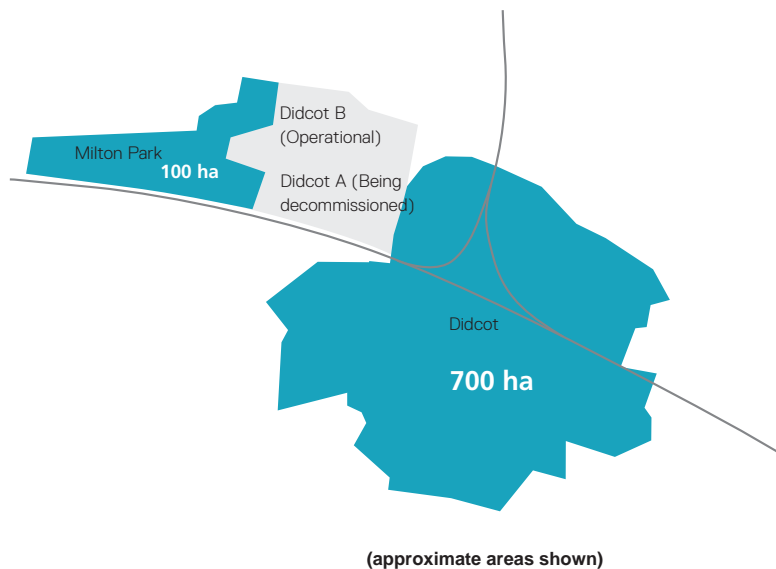 Didcot B
(Operational)
Milton Park
100 ha
Didcot A (Being
decommissioned)
Didcot
700 ha
(approximate areas shown)